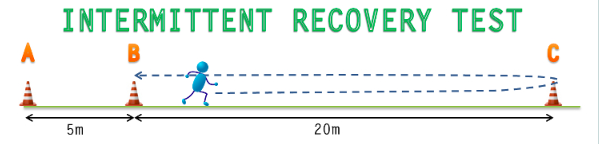 INTERMITTENT RECOVERY TEST
A B C
5m 20m